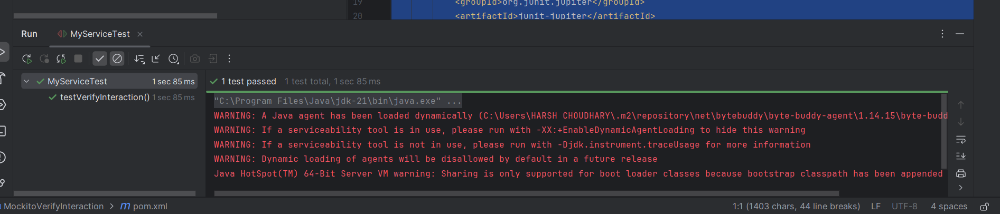 19 <groupId>org.junit.jupiter</groupId>
20 <artifactId>junit-jupiter</artifactId>
Run MyServiceTest
MyServiceTest 1 sec 85 ms
1 test passed 1 test total, 1 sec 85 ms
testVerifyInteraction() 1 sec 85 ms
"C:\Program Files\Java\jdk-21\bin\java.exe" ...
WARNING: A Java agent has been loaded dynamically (C:\Users\HARSH CHOUDHARY\.m2\repository\net\bytebuddy\byte-buddy-agent\1.14.15\byte-budd
WARNING: If a serviceability tool is in use, please run with -XX:+EnableDynamicAgentLoading to hide this warning
WARNING: If a serviceability tool is not in use, please run with -Djdk.instrument.traceUsage for more information
WARNING: Dynamic loading of agents will be disallowed by default in a future release
Java HotSpot(TM) 64-Bit Server VM warning: Sharing is only supported for boot loader classes because bootstrap classpath has been appended
MockitoVerifyInteraction > m pom.xml 1:1 (1403 chars, 44 line breaks) LF UTF-8 4 spaces